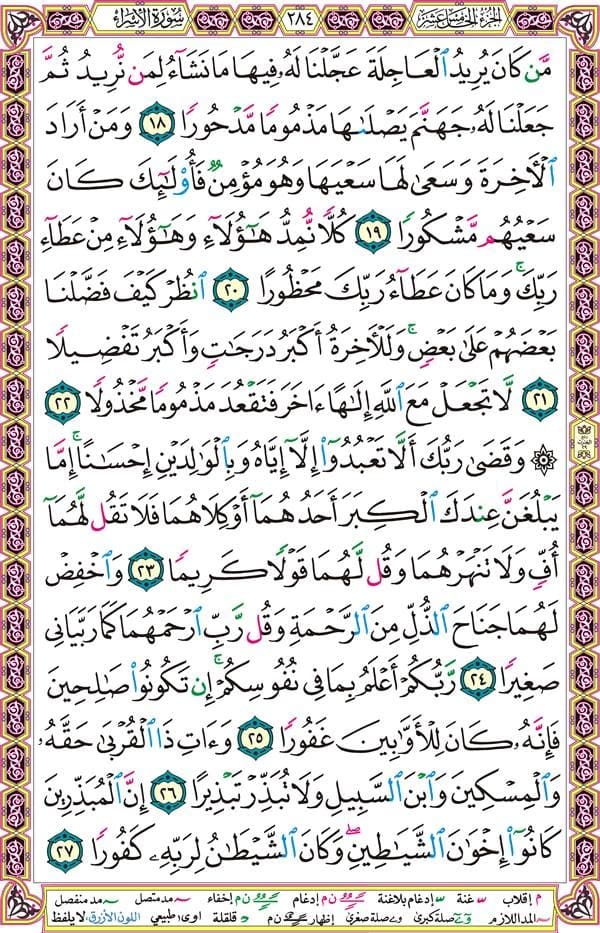 الجزء الخامس عشر ٢٨٤ سورة الإسراء
مَّن كَانَ يُرِيدُ ٱلْعَاجِلَةَ عَجَّلْنَا لَهُۥ فِيهَا مَا نَشَآءُ لِمَن نُّرِيدُ ثُمَّ
جَعَلْنَا لَهُۥ جَهَنَّمَ يَصْلَىٰهَا مَذْمُومًا مَّدْحُورًا ١٨ وَمَنْ أَرَادَ
ٱلْـَٔاخِرَةَ وَسَعَىٰ لَهَا سَعْيَهَا وَهُوَ مُؤْمِنٌ فَأُو۟لَـٰٓئِكَ كَانَ
سَعْيُهُم مَّشْكُورًا ١٩ كُلًّا نُّمِدُّ هَـٰٓؤُلَآءِ وَهَـٰٓؤُلَآءِ مِنْ عَطَآءِ
رَبِّكَ ۚ وَمَا كَانَ عَطَآءُ رَبِّكَ مَحْظُورًا ٢٠ ٱنظُرْ كَيْفَ فَضَّلْنَا
بَعْضَهُمْ عَلَىٰ بَعْضٍ ۚ وَلَلْـَٔاخِرَةُ أَكْبَرُ دَرَجَـٰتٍ وَأَكْبَرُ تَفْضِيلًا
٢١ لَّا تَجْعَلْ مَعَ ٱللَّهِ إِلَـٰهًا ءَاخَرَ فَتَقْعُدَ مَذْمُومًا مَّخْذُولًا ٢٢
۞ وَقَضَىٰ رَبُّكَ أَلَّا تَعْبُدُوٓا۟ إِلَّآ إِيَّاهُ وَبِٱلْوَٰلِدَيْنِ إِحْسَـٰنًا ۚ إِمَّا
يَبْلُغَنَّ عِندَكَ ٱلْكِبَرَ أَحَدُهُمَآ أَوْ كِلَاهُمَا فَلَا تَقُل لَّهُمَآ
أُفٍّ وَلَا تَنْهَرْهُمَا وَقُل لَّهُمَا قَوْلًا كَرِيمًا ٢٣ وَٱخْفِضْ
لَهُمَا جَنَاحَ ٱلذُّلِّ مِنَ ٱلرَّحْمَةِ وَقُل رَّبِّ ٱرْحَمْهُمَا كَمَا رَبَّيَانِى
صَغِيرًا ٢٤ رَّبُّكُمْ أَعْلَمُ بِمَا فِى نُفُوسِكُمْ ۚ إِن تَكُونُوا۟ صَـٰلِحِينَ
فَإِنَّهُۥ كَانَ لِلْأَوَّٰبِينَ غَفُورًا ٢٥ وَءَاتِ ذَا ٱلْقُرْبَىٰ حَقَّهُۥ
وَٱلْمِسْكِينَ وَٱبْنَ ٱلسَّبِيلِ وَلَا تُبَذِّرْ تَبْذِيرًا ٢٦ إِنَّ ٱلْمُبَذِّرِينَ
كَانُوٓا۟ إِخْوَٰنَ ٱلشَّيَـٰطِينِ ۖ وَكَانَ ٱلشَّيْطَـٰنُ لِرَبِّهِۦ كَفُورًا ٢٧
م إقلاب غنة إدغام بلاغنة ن م إدغام ن م إخفاء مد متصل مد منفصل
المد اللازم صلة كبرى صلة صغرى إظهار ن م قلقلة اوى طبيعي اللون الأزرق لا يلفظ